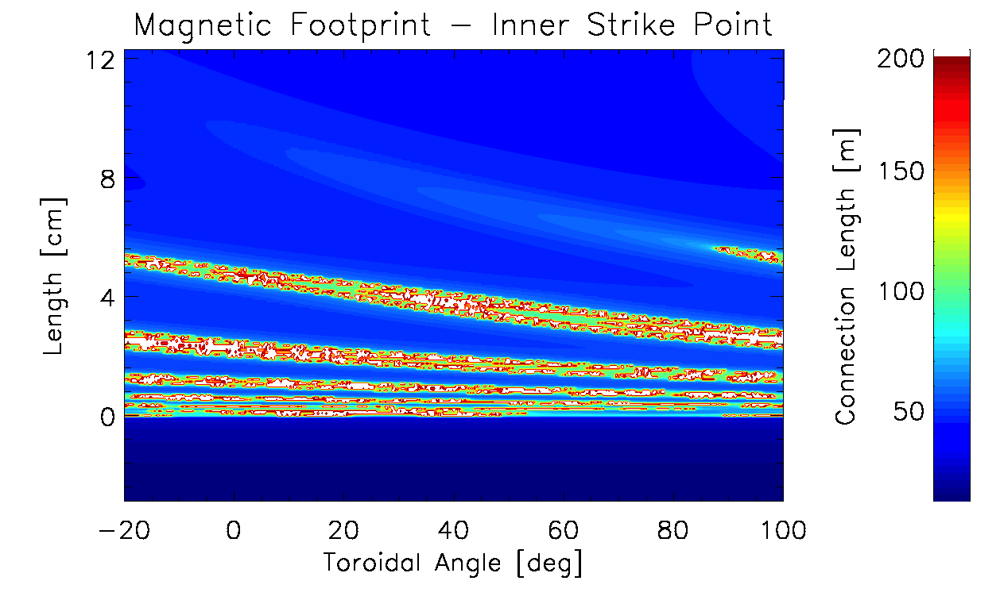 Magnetic Footprint − Inner Strike Point
12
8
4
0
Length [cm]
−20 0 20 40 60 80 100
Toroidal Angle [deg]
200
150
100
50
Connection Length [m]